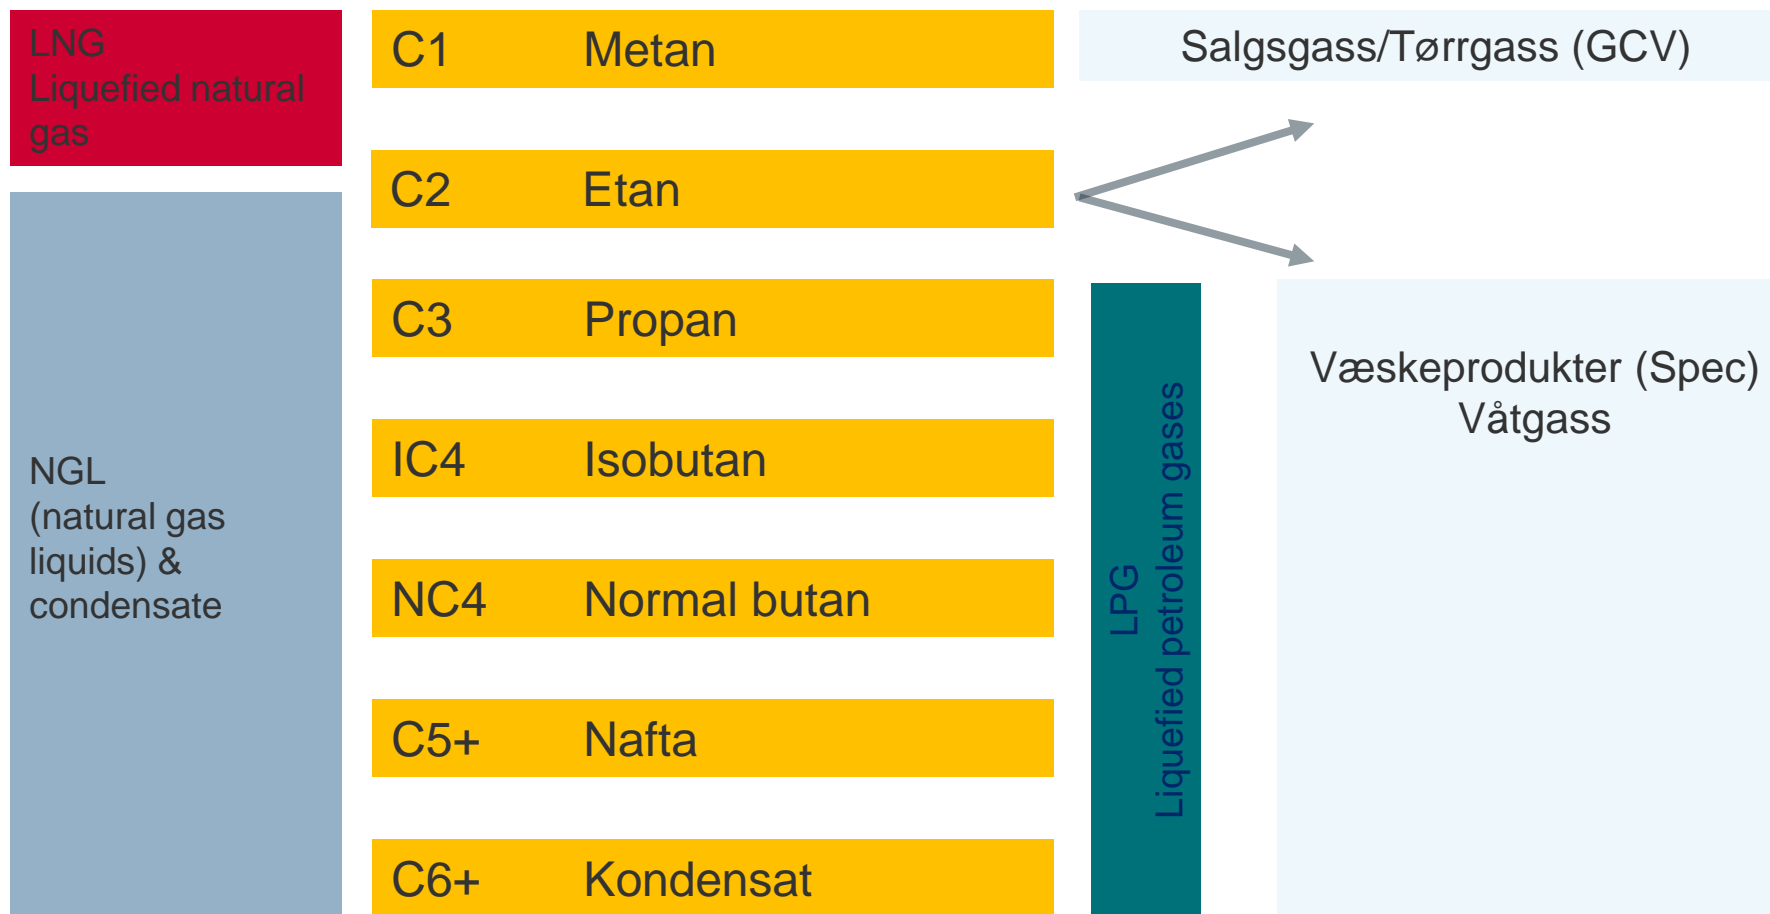 LNG
Liquefied natural
gas
NGL
(natural gas
liquids) &
condensate
C1 Metan
C2 Etan
C3 Propan
IC4 Isobutan
NC4 Normal butan
C5+ Nafta
C6+ Kondensat
LPG
Liquefied petroleum gases
Salgsgass/Tørrgass (GCV)
Væskeprodukter (Spec)
Våtgass